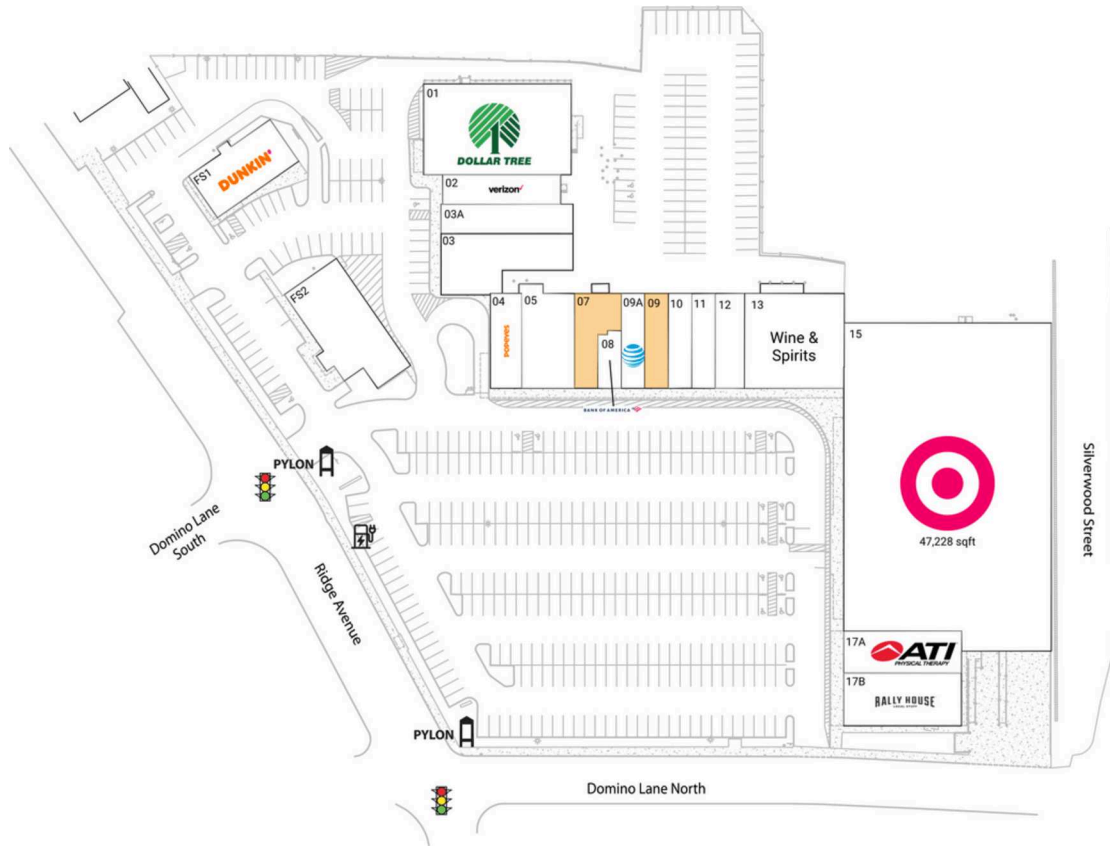 01
DOLLAR TREE
FS1
DUNKIN'
02
verizon
03A
03
FS2
04
05
07
09A
09
10
11
12
13
POPEYES
08
Wine &
Spirits
15
BANK OF AMERICA
PYLON
Domino Lane
South
47,228 sqft
Silverwood Street
Ridge Avenue
17A
ATI
PHYSICAL THERAPY
17B
RALLY HOUSE
PYLON
Domino Lane North